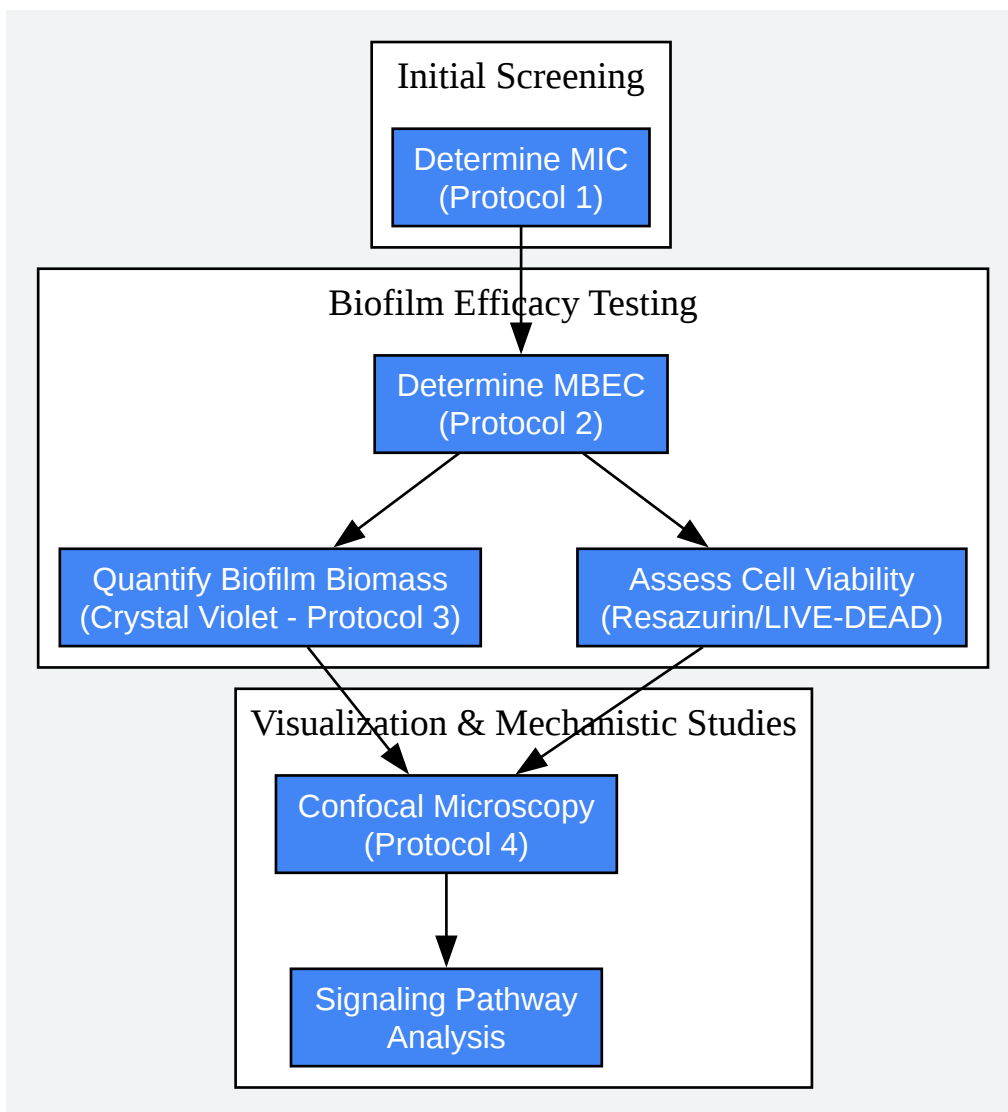 Initial Screening
Determine MIC
(Protocol 1)
Biofilm Efficacy Testing
Determine MBEC
(Protocol 2)
Quantify Biofilm Biomass
(Crystal Violet - Protocol 3)
Assess Cell Viability
(Resazurin/LIVE-DEAD)
Visualization & Mechanistic Studies
Confocal Microscopy
(Protocol 4)
Signaling Pathway
Analysis